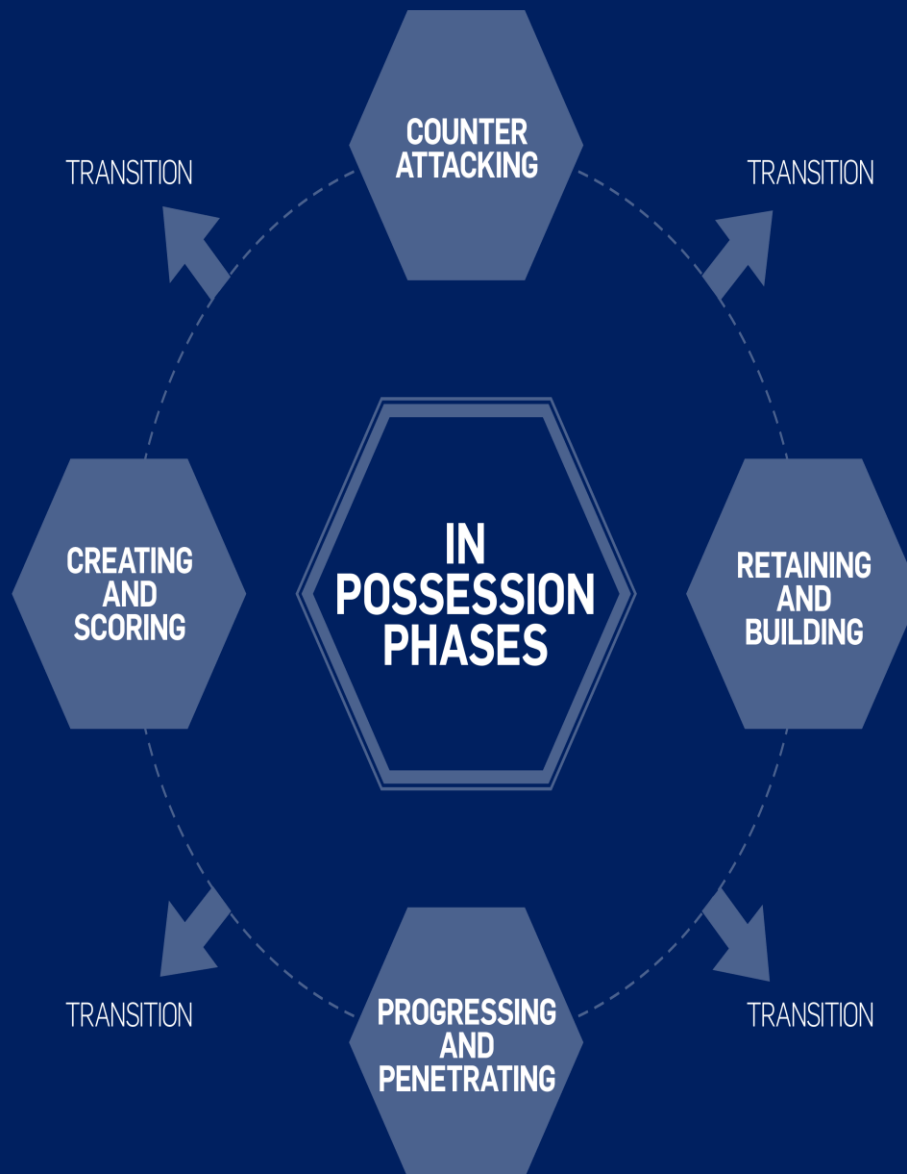 COUNTER
ATTACKING
TRANSITION
TRANSITION
CREATING
AND
SCORING
IN
POSSESSION
PHASES
RETAINING
AND
BUILDING
TRANSITION
PROGRESSING
AND
PENETRATING
TRANSITION